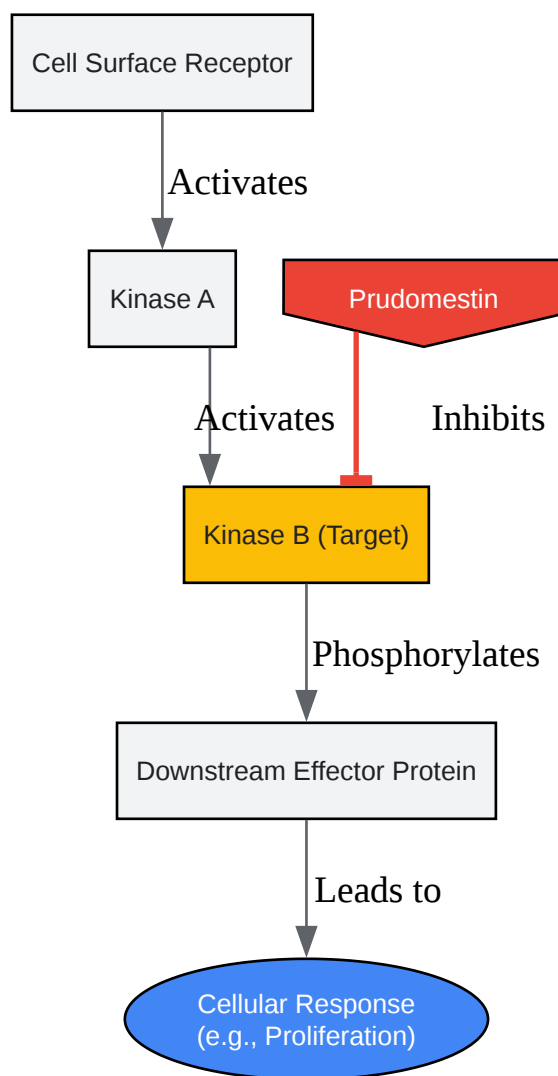 Cell Surface Receptor
Activates
Kinase A
Prudomestin
Activates
Inhibits
Kinase B (Target)
Phosphorylates
Downstream Effector Protein
Leads to
Cellular Response
(e.g., Proliferation)